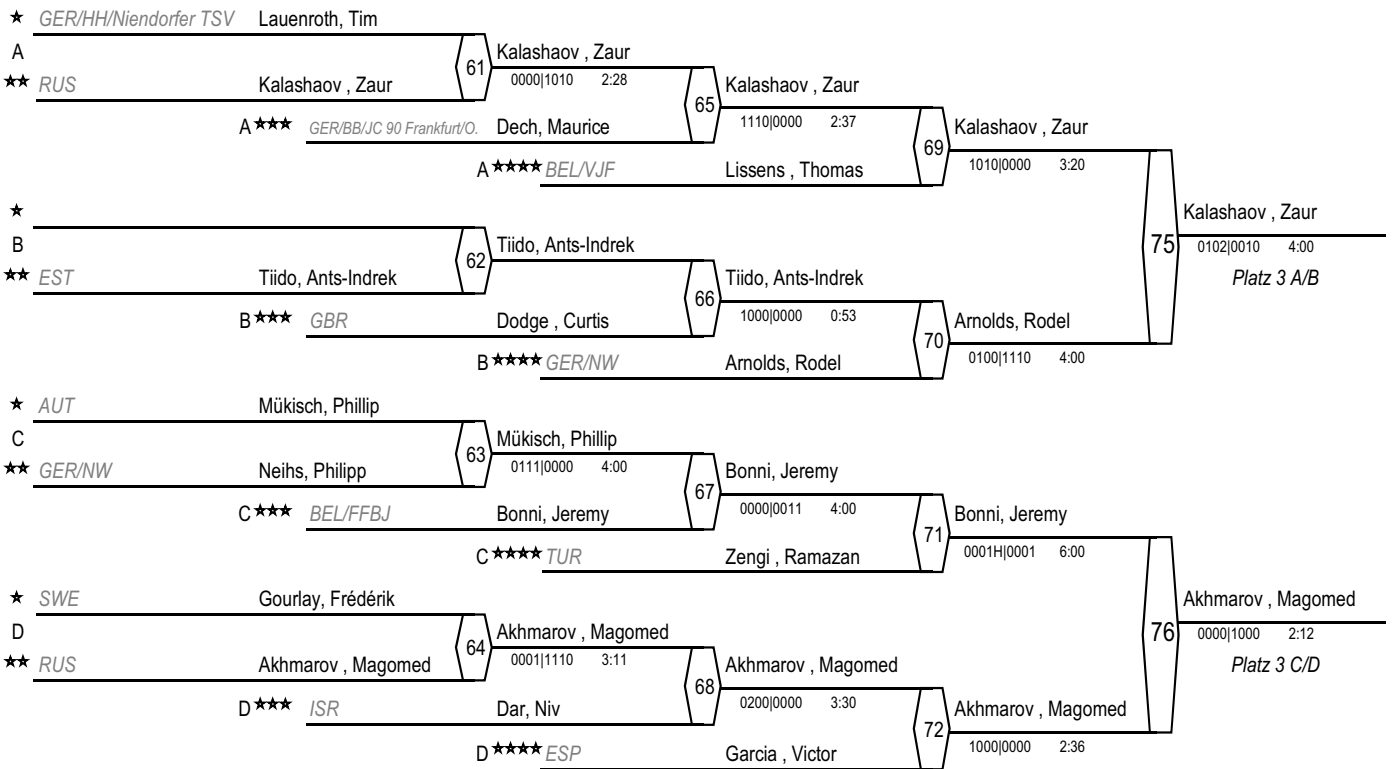 ★ GER/HH/Niendorfer TSV Lauenroth, Tim
A
61 Kalashaov , Zaur
0000|1010 2:28
★★ RUS Kalashaov , Zaur
65 Kalashaov , Zaur
1110|0000 2:37
A ★★★ GER/BB/JC 90 Frankfurt/O. Dech, Maurice
69 Kalashaov , Zaur
1010|0000 3:20
A ★★★★ BEL/VJF Lissens , Thomas
★
75 Kalashaov , Zaur
0102|0010 4:00
Platz 3 A/B
B
62 Tiido, Ants-Indrek
★★ EST Tiido, Ants-Indrek
66 Tiido, Ants-Indrek
1000|0000 0:53
B ★★★ GBR Dodge , Curtis
70 Arnolds, Rodel
0100|1110 4:00
B ★★★★ GER/NW Arnolds, Rodel
★ AUT Mükisch, Phillip
C
63 Mükisch, Phillip
0111|0000 4:00
★★ GER/NW Neihs, Philipp
67 Bonni, Jeremy
0000|0011 4:00
C ★★★ BEL/FFBJ Bonni, Jeremy
71 Bonni, Jeremy
0001H|0001 6:00
C ★★★★ TUR Zengi , Ramazan
★ SWE Gourlay, Frédérik
76 Akhmarov , Magomed
0000|1000 2:12
Platz 3 C/D
D
64 Akhmarov , Magomed
0001|1110 3:11
★★ RUS Akhmarov , Magomed
68 Akhmarov , Magomed
0200|0000 3:30
D ★★★ ISR Dar, Niv
72 Akhmarov , Magomed
1000|0000 2:36
D ★★★★ ESP Garcia , Victor